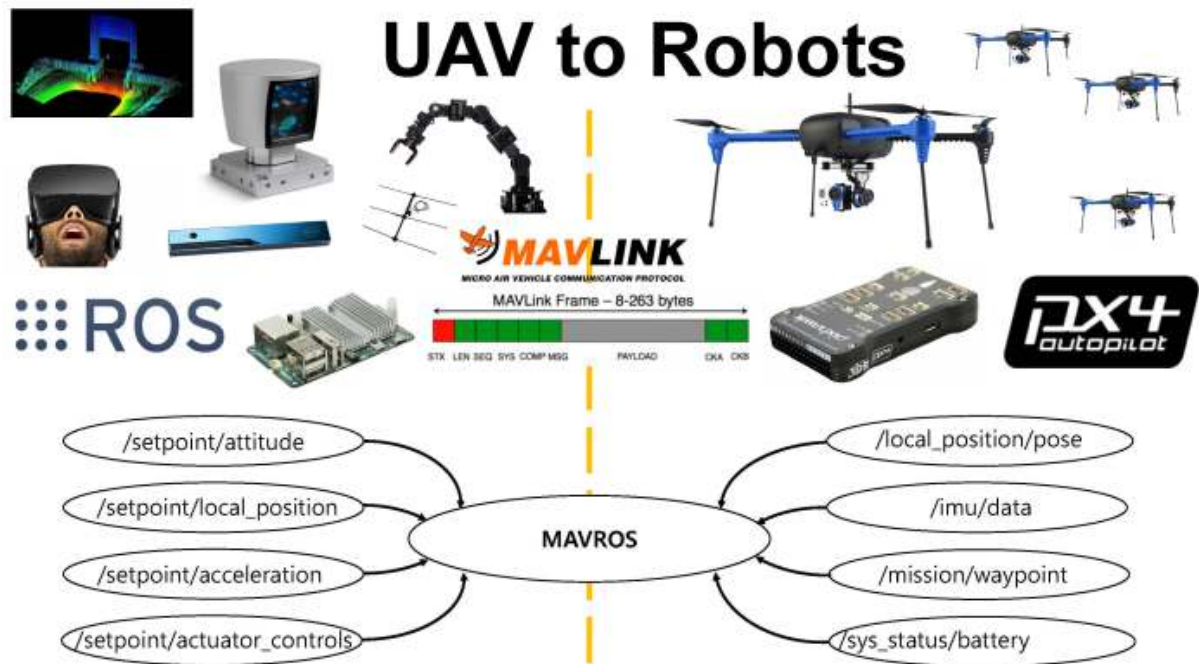 UAV to Robots
MAVLINK
MICRO AIR VEHICLE COMMUNICATION PROTOCOL
MAVLink Frame – 8-263 bytes
STX LEN SEQ SYS COMP MSG PAYLOAD CKA CKB
ROS
px4
autopilot
/setpoint/attitude
/local_position/pose
/setpoint/local_position
/imu/data
MAVROS
/setpoint/acceleration
/mission/waypoint
/setpoint/actuator_controls
/sys_status/battery